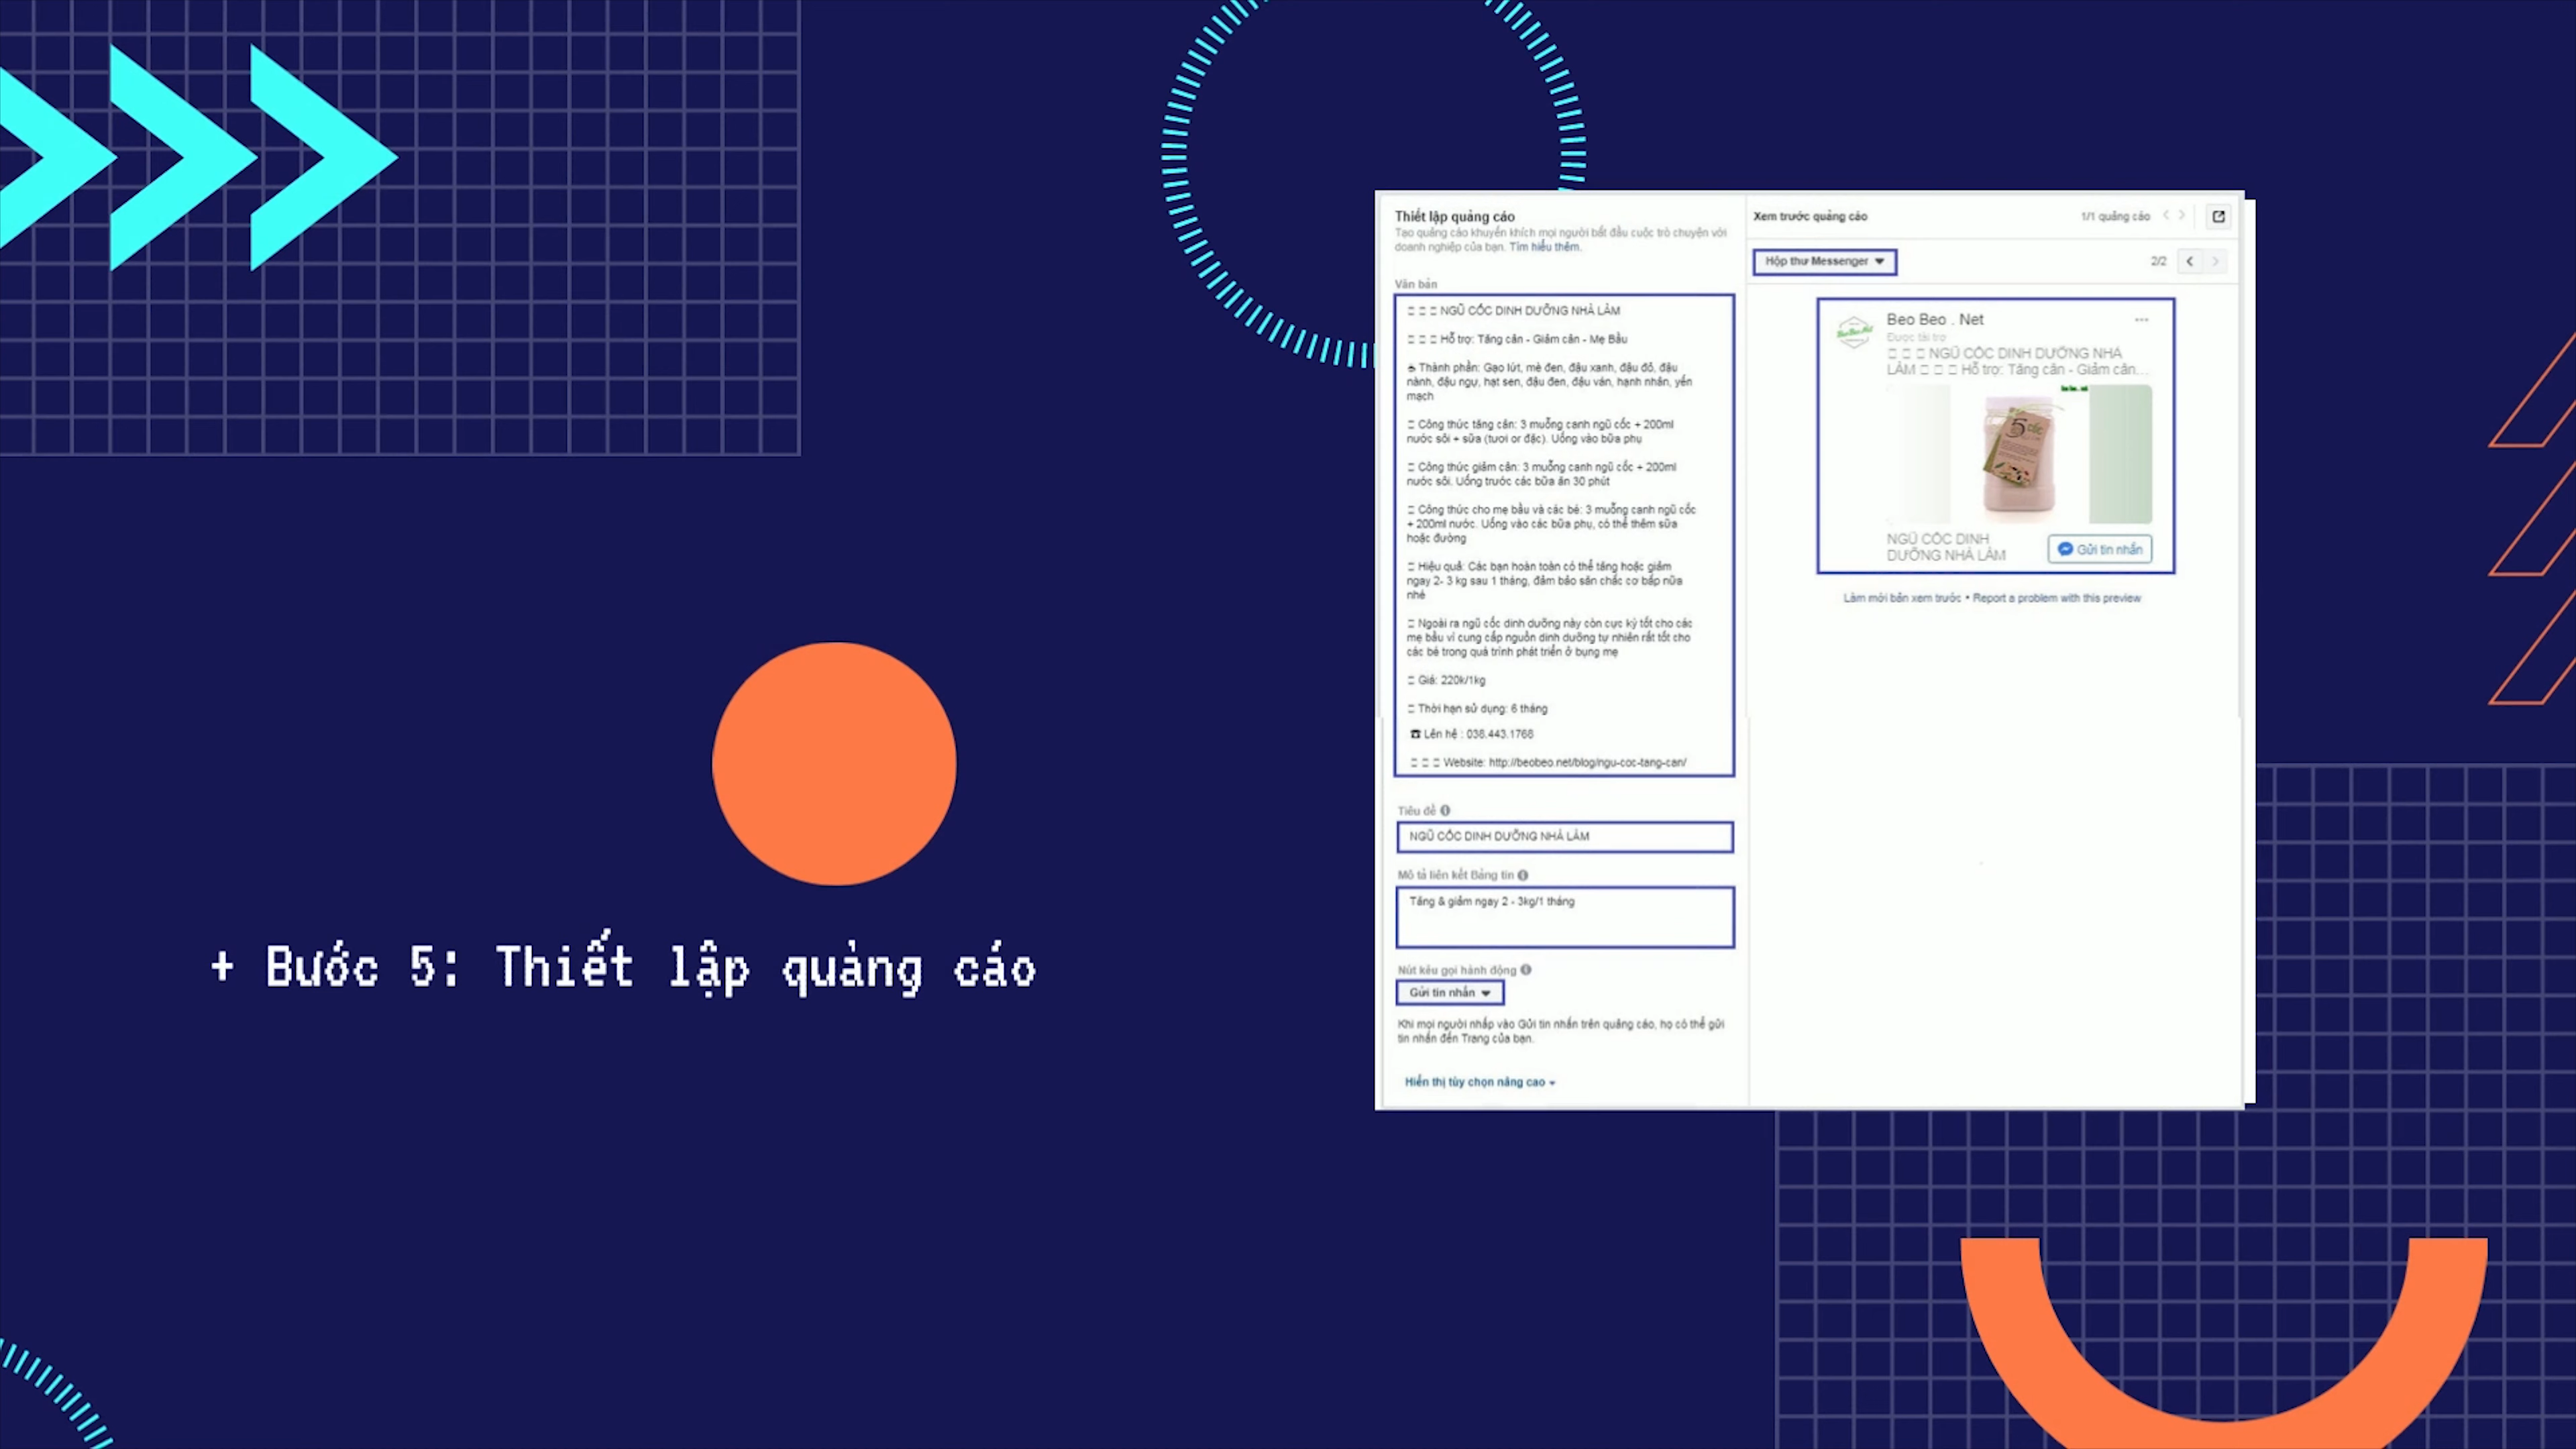 + Bước 5: Thiết lập quảng cáo
Thiết lập quảng cáo
Tạo quảng cáo khuyến khích mọi người bắt đầu cuộc trò chuyện với
doanh nghiệp của bạn. Tìm hiểu thêm.
Văn bản
NGŨ CỐC DINH DƯỠNG NHÀ LÀM
Hỗ trợ: Tăng cân - Giảm cân - Mẹ Bầu
Thành phần: Gạo lứt, mè đen, đậu xanh, đậu đỏ, đậu
nành, đậu ngự, hạt sen, đậu đen, đậu ván, hạnh nhân, yến
mạch
Công thức tăng cân: 3 muỗng canh ngũ cốc + 200ml
nước sôi + sữa (tươi or đặc). Uống vào bữa phụ
Công thức giảm cân: 3 muỗng canh ngũ cốc + 200ml
nước sôi. Uống trước các bữa ăn 30 phút
Công thức cho mẹ bầu và các bé: 3 muỗng canh ngũ cốc
+ 200ml nước. Uống vào các bữa phụ, có thể thêm sữa
hoặc đường
Hiệu quả: Các bạn hoàn toàn có thể tăng hoặc giảm
ngay 2- 3 kg sau 1 tháng, đảm bảo săn chắc cơ bắp nữa
nhé
Ngoài ra ngũ cốc dinh dưỡng này còn cực kỳ tốt cho các
mẹ bầu vì cung cấp nguồn dinh dưỡng tự nhiên rất tốt cho
các bé trong quá trình phát triển ở bụng mẹ
Giá: 220k/1kg
Thời hạn sử dụng: 6 tháng
☎ Liên hệ : 038.443.1768
Website: http://beobeo.net/blog/ngu-coc-tang-can/
Tiêu đề
NGŨ CỐC DINH DƯỠNG NHÀ LÀM
Mô tả liên kết Bảng tin
Tăng & giảm ngay 2 - 3kg/1 tháng
Nút kêu gọi hành động
Gửi tin nhắn
Khi mọi người nhấp vào Gửi tin nhắn trên quảng cáo, họ có thể gửi
tin nhắn đến Trang của bạn.
Hiển thị tùy chọn nâng cao
Xem trước quảng cáo
1/1 quảng cáo
Hộp thư Messenger
2/2
Beo Beo . Net
Được tài trợ
NGŨ CỐC DINH DƯỠNG NHÀ
LÀM Hỗ trợ: Tăng cân - Giảm cân...
5 CỐC
NGŨ CỐC DINH
DƯỠNG NHÀ LÀM
Gửi tin nhắn
Làm mới bản xem trước • Report a problem with this preview